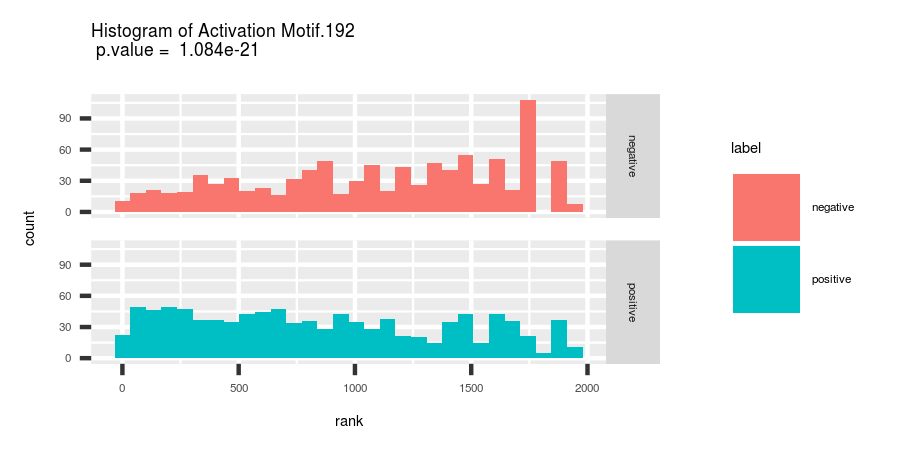 Histogram of Activation Motif.192
p.value = 1.084e-21
count
90
60
30
0
negative
90
60
30
0
positive
0 500 1000 1500 2000
rank
label
negative
positive